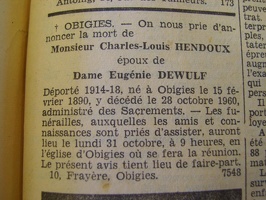 173
† OBIGIES. — On nous prie d'an-
noncer la mort de
Monsieur Charles-Louis HENDOUX
époux de
Dame Eugénie DEWULF
Déporté 1914-18, né à Obigies le 15 fé-
vrier 1890, y décédé le 28 octobre 1960,
administré des Sacrements. — Les fu-
nérailles, auxquelles les amis et con-
naissances sont priés d'assister, auront
lieu le lundi 31 octobre, à 9 heures, en
l'église d'Obigies où se fera la réunion.
Le présent avis tient lieu de faire-part.
10, Frayère, Obigies. 7548